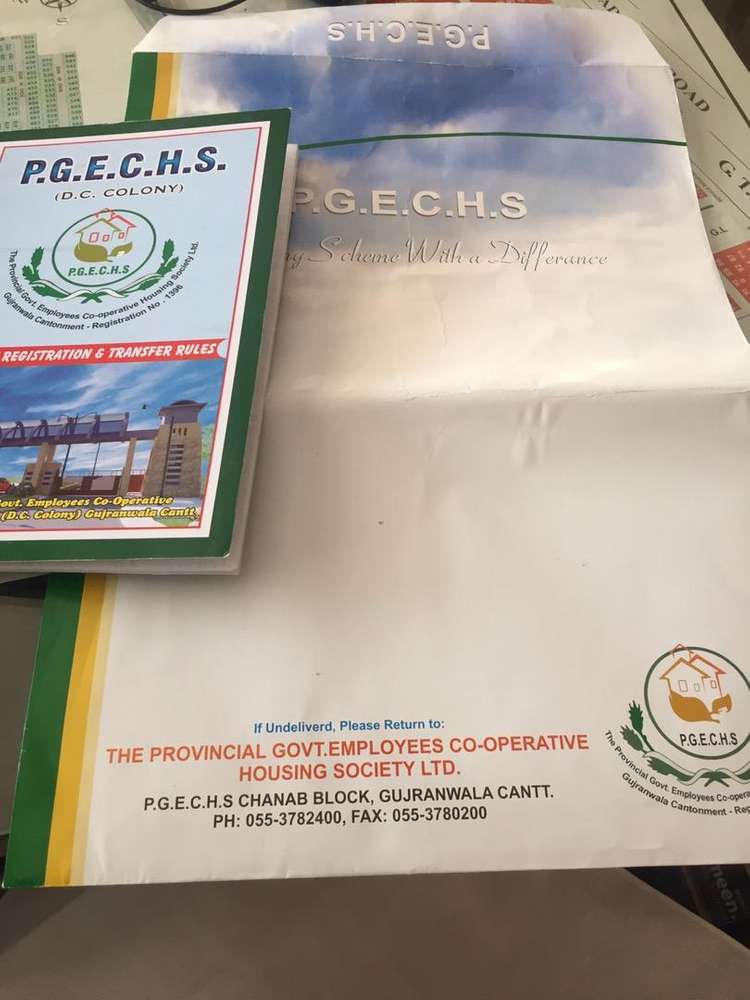 P.G.E.C.H.S
P.G.E.C.H.S.
(D.C. COLONY)
P.G.E.C.H.S
The Provincial Govt. Employees Co-operative Housing Society Ltd.
Gujranwala Cantonment - Registration No - 1396
REGISTRATION & TRANSFER RULES
Govt. Employees Co-Operative
(D.C. Colony) Gujranwala Cantt.
P.G.E.C.H.S
Scheme With a Differance
If Undeliverd, Please Return to:
THE PROVINCIAL GOVT.EMPLOYEES CO-OPERATIVE
HOUSING SOCIETY LTD.
P.G.E.C.H.S CHANAB BLOCK, GUJRANWALA CANTT.
PH: 055-3782400, FAX: 055-3780200
P.G.E.C.H.S
The Provincial Govt. Employees Co-opera
Gujranwala Cantonment - Reg
OAD
G.T.